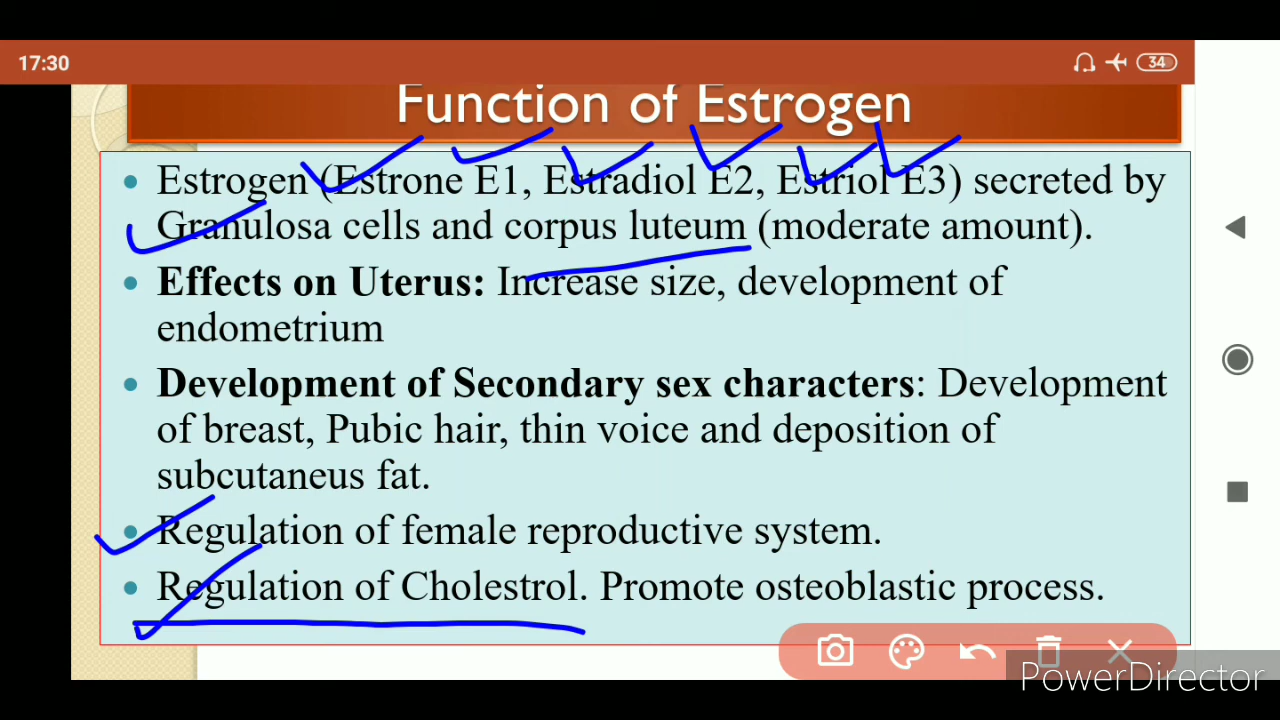 17:30
34
Function of Estrogen
• Estrogen (Estrone E1, Estradiol E2, Estriol E3) secreted by
Granulosa cells and corpus luteum (moderate amount).
• Effects on Uterus: Increase size, development of
endometrium
• Development of Secondary sex characters: Development
of breast, Pubic hair, thin voice and deposition of
subcutaneus fat.
• Regulation of female reproductive system.
• Regulation of Cholestrol. Promote osteoblastic process.
PowerDirector